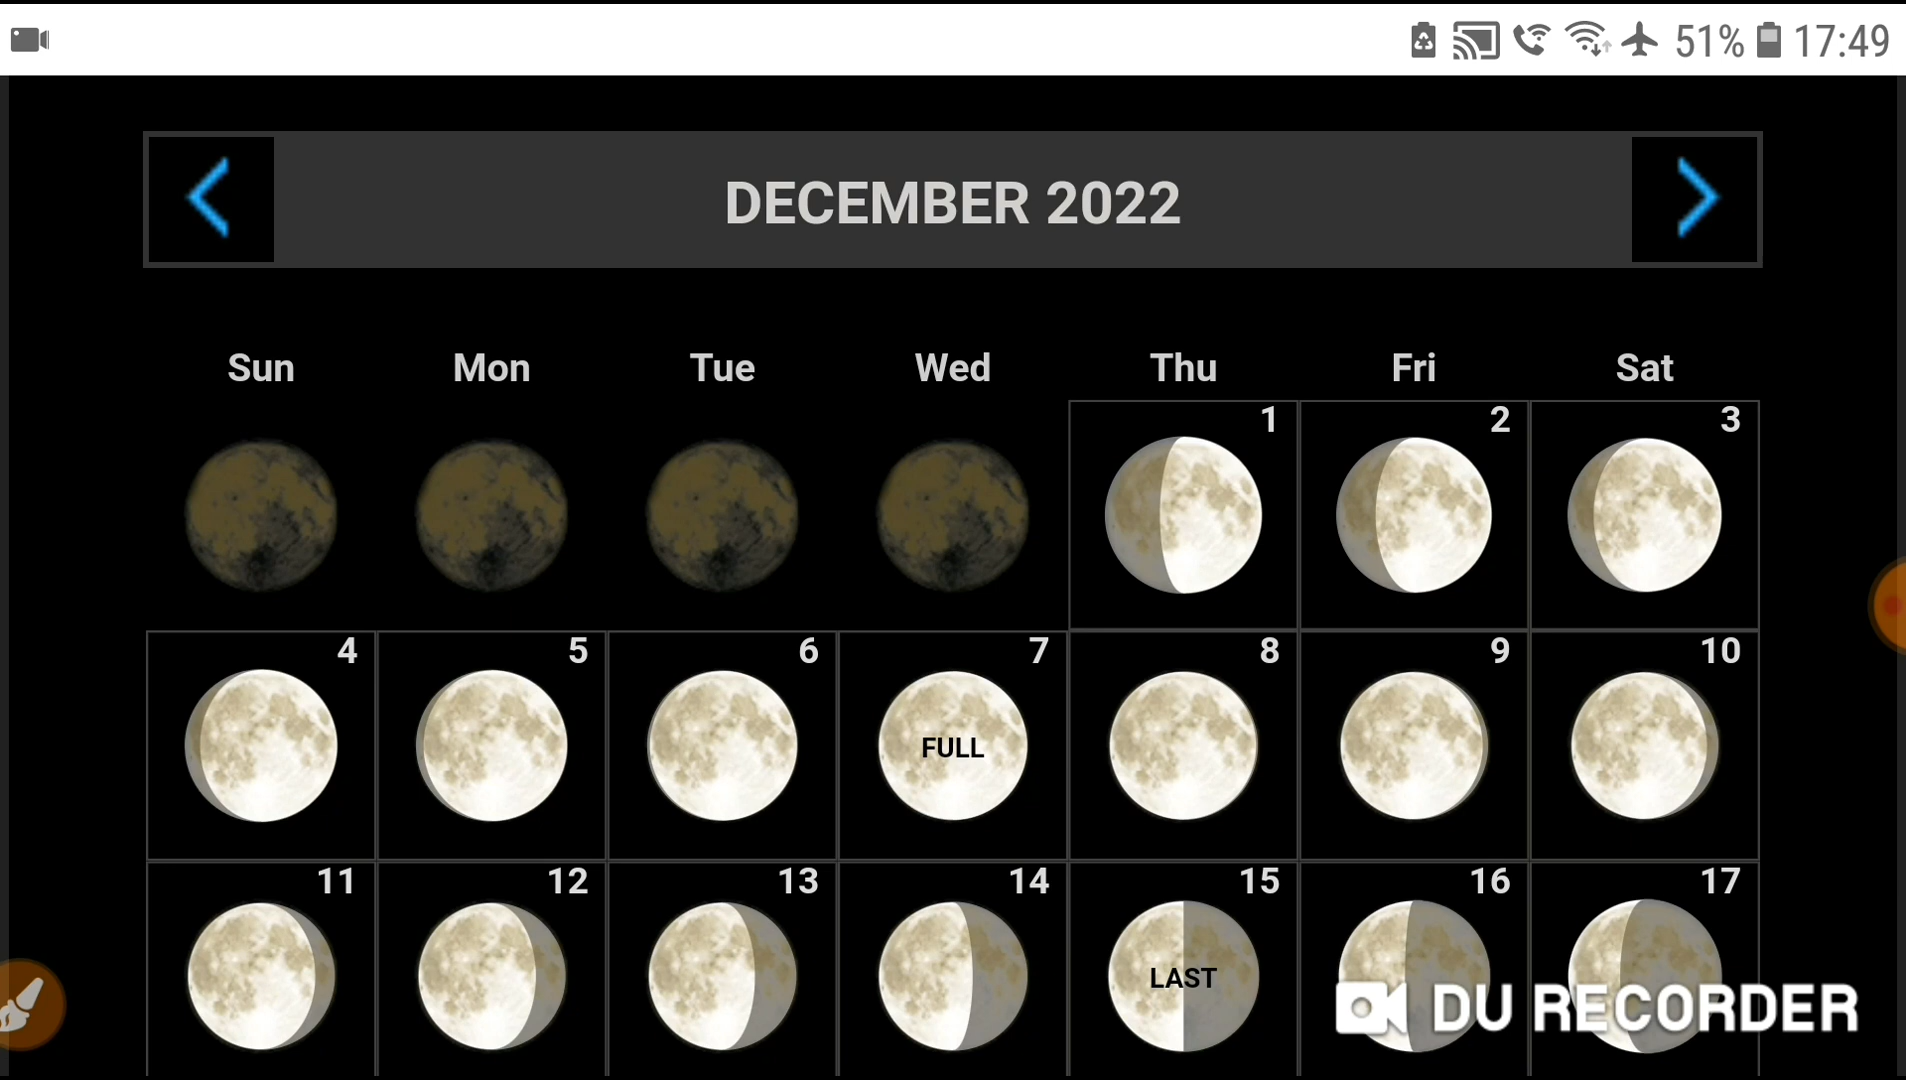 51% 17:49
DECEMBER 2022
Sun Mon Tue Wed Thu Fri Sat
1 2 3
4 5 6 7 8 9 10
FULL
11 12 13 14 15 16 17
LAST
DU RECORDER